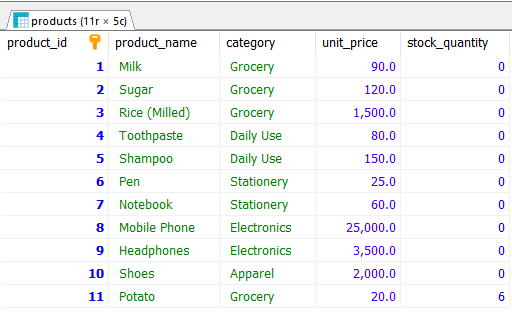 products (11r × 5c)
product_id product_name category unit_price stock_quantity
1 Milk Grocery 90.0 0
2 Sugar Grocery 120.0 0
3 Rice (Milled) Grocery 1,500.0 0
4 Toothpaste Daily Use 80.0 0
5 Shampoo Daily Use 150.0 0
6 Pen Stationery 25.0 0
7 Notebook Stationery 60.0 0
8 Mobile Phone Electronics 25,000.0 0
9 Headphones Electronics 3,500.0 0
10 Shoes Apparel 2,000.0 0
11 Potato Grocery 20.0 6